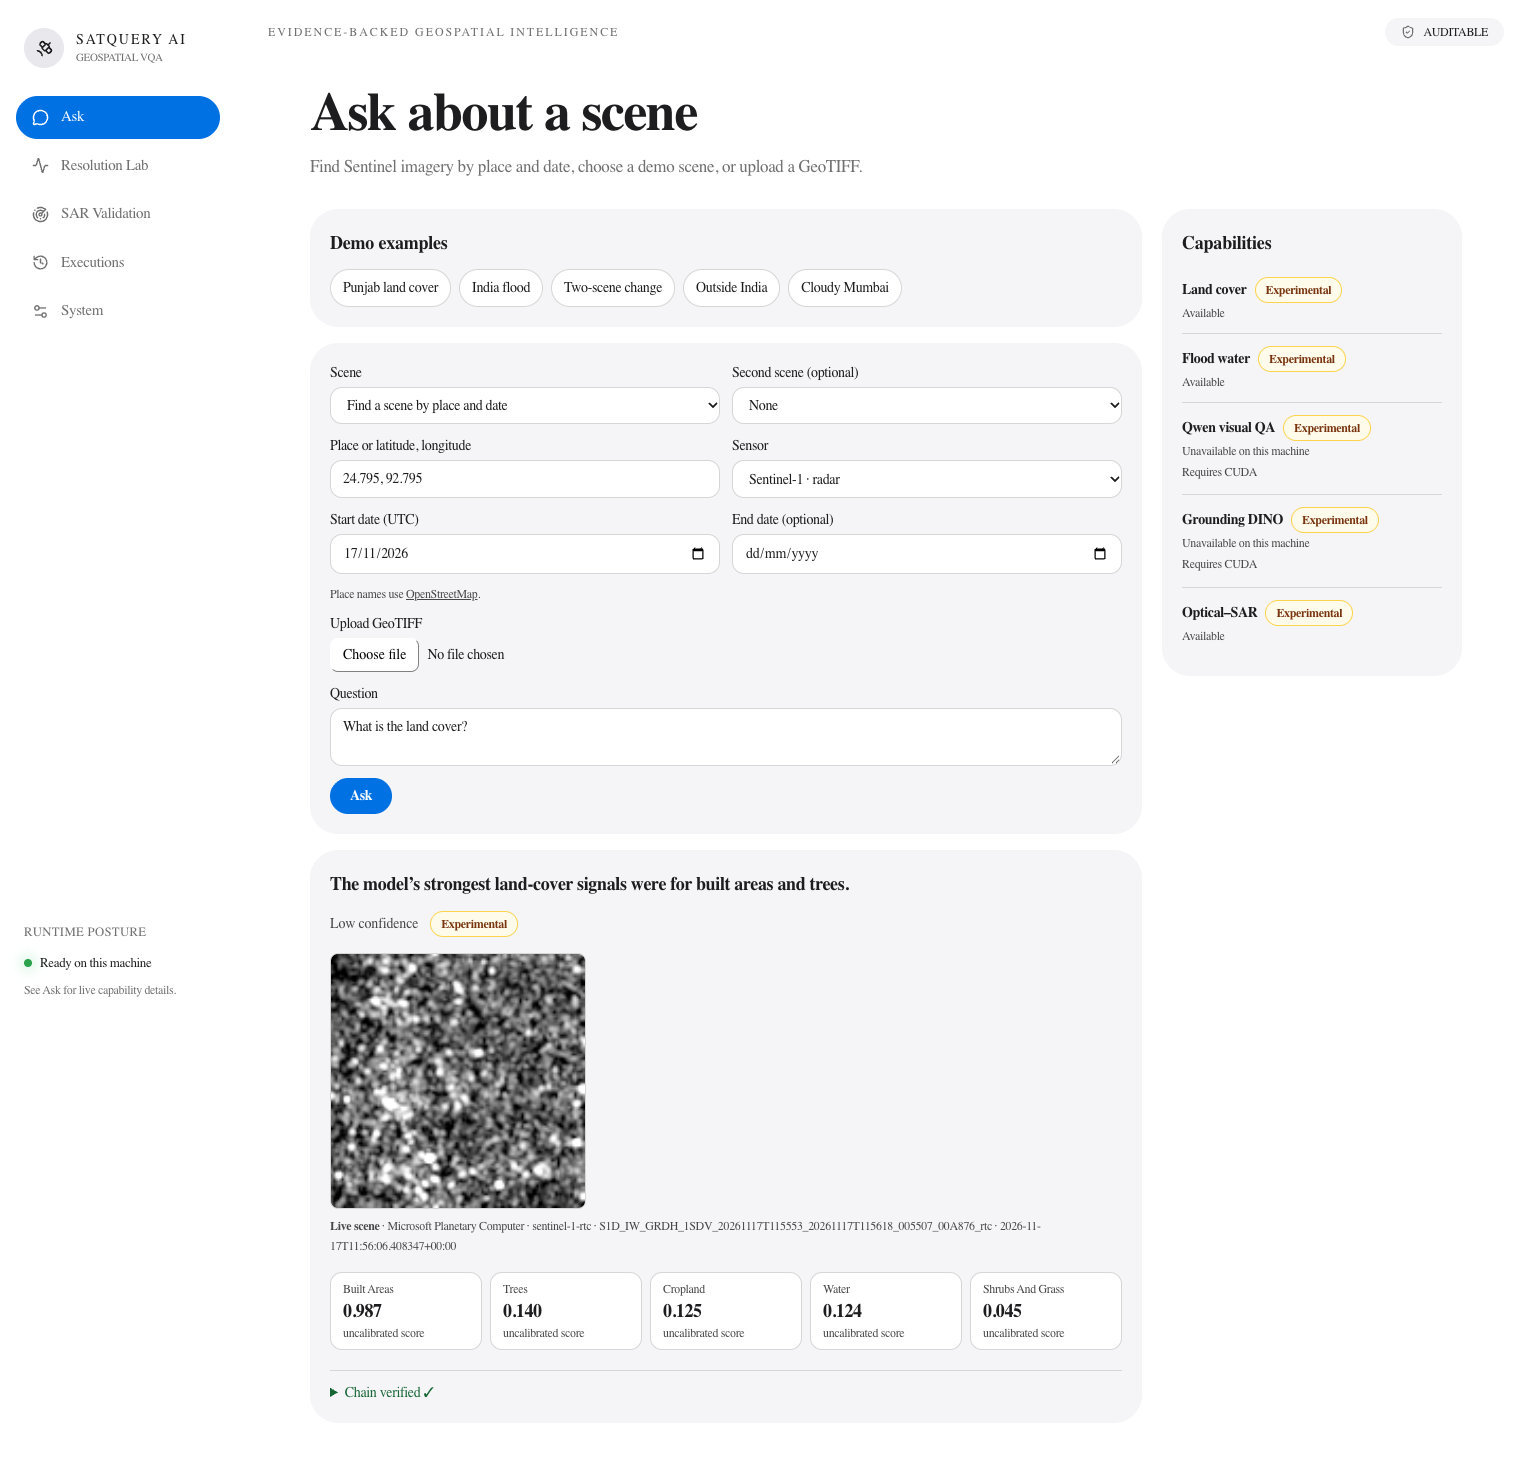 SATQUERY AI
GEOSPATIAL VQA
Ask
Resolution Lab
SAR Validation
Executions
System
RUNTIME POSTURE
Ready on this machine
See Ask for live capability details.
EVIDENCE-BACKED GEOSPATIAL INTELLIGENCE
AUDITABLE
Ask about a scene
Find Sentinel imagery by place and date, choose a demo scene, or upload a GeoTIFF.
Demo examples
Punjab land cover
India flood
Two-scene change
Outside India
Cloudy Mumbai
Scene
Second scene (optional)
Find a scene by place and date
None
Place or latitude, longitude
Sensor
24.795, 92.795
Sentinel-1 · radar
Start date (UTC)
End date (optional)
17/11/2026
dd/mm/yyyy
Place names use OpenStreetMap.
Upload GeoTIFF
Choose file No file chosen
Question
What is the land cover?
Ask
The model’s strongest land-cover signals were for built areas and trees.
Low confidence Experimental
Live scene · Microsoft Planetary Computer · sentinel-1-rtc · S1D_IW_GRDH_1SDV_20261117T115553_20261117T115618_005507_00A876_rtc · 2026-11-
17T11:56:06.408347+00:00
Built Areas
0.987
uncalibrated score
Trees
0.140
uncalibrated score
Cropland
0.125
uncalibrated score
Water
0.124
uncalibrated score
Shrubs And Grass
0.045
uncalibrated score
Chain verified ✓
Capabilities
Land cover Experimental
Available
Flood water Experimental
Available
Qwen visual QA Experimental
Unavailable on this machine
Requires CUDA
Grounding DINO Experimental
Unavailable on this machine
Requires CUDA
Optical–SAR Experimental
Available